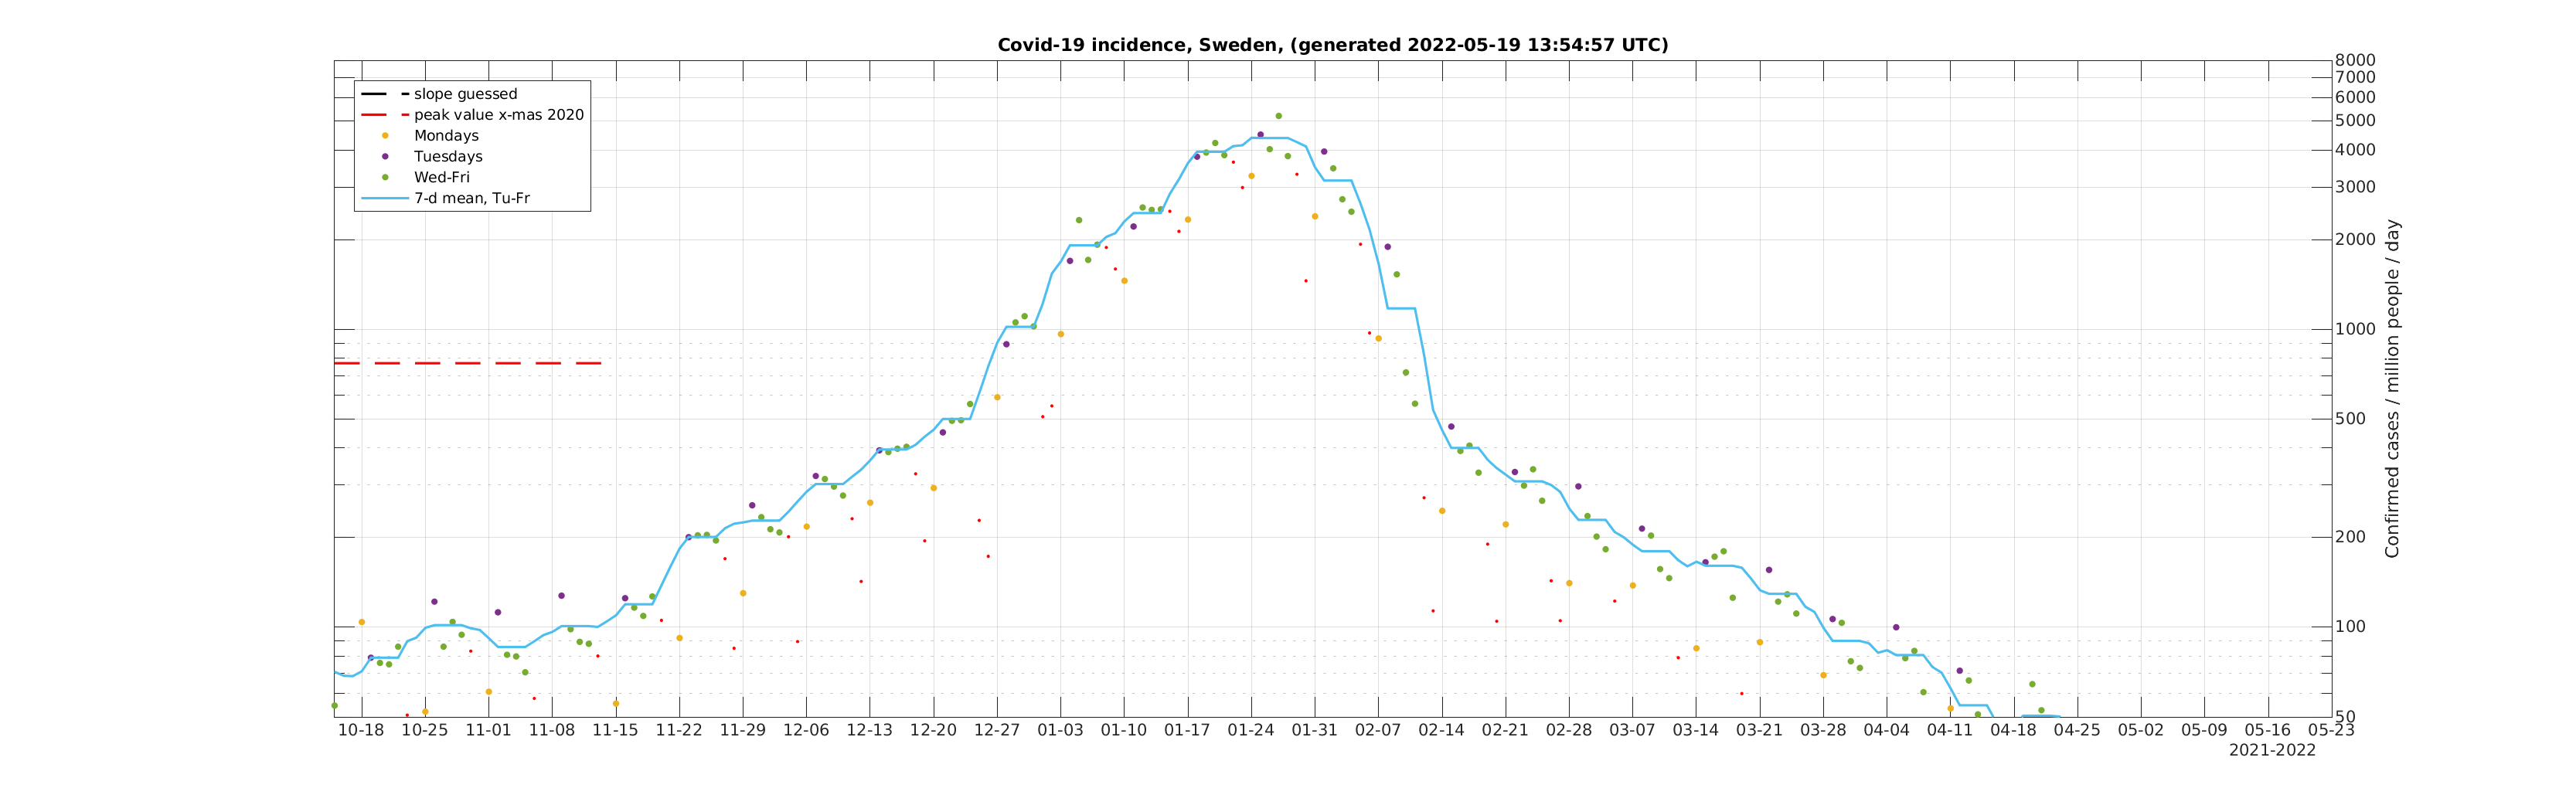 Covid-19 incidence, Sweden, (generated 2022-05-19 13:54:57 UTC)
slope guessed
peak value x-mas 2020
Mondays
Tuesdays
Wed-Fri
7-d mean, Tu-Fr
8000
7000
6000
5000
4000
3000
2000
1000
500
200
100
50
Confirmed cases / million people / day
10-18 10-25 11-01 11-08 11-15 11-22 11-29 12-06 12-13 12-20 12-27 01-03 01-10 01-17 01-24 01-31 02-07 02-14 02-21 02-28 03-07 03-14 03-21 03-28 04-04 04-11 04-18 04-25 05-02 05-09 05-16 05-23
2021-2022